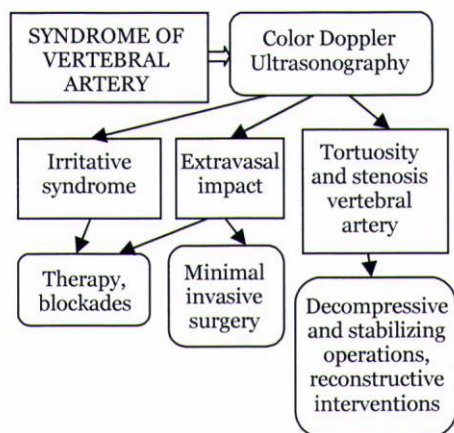 SYNDROME OF
VERTEBRAL
ARTERY
Color Doppler
Ultrasonography
Irritative
syndrome
Extravasal
impact
Tortuosity
and stenosis
vertebral
artery
Therapy,
blockades
Minimal
invasive
surgery
Decompressive
and stabilizing
operations,
reconstructive
interventions